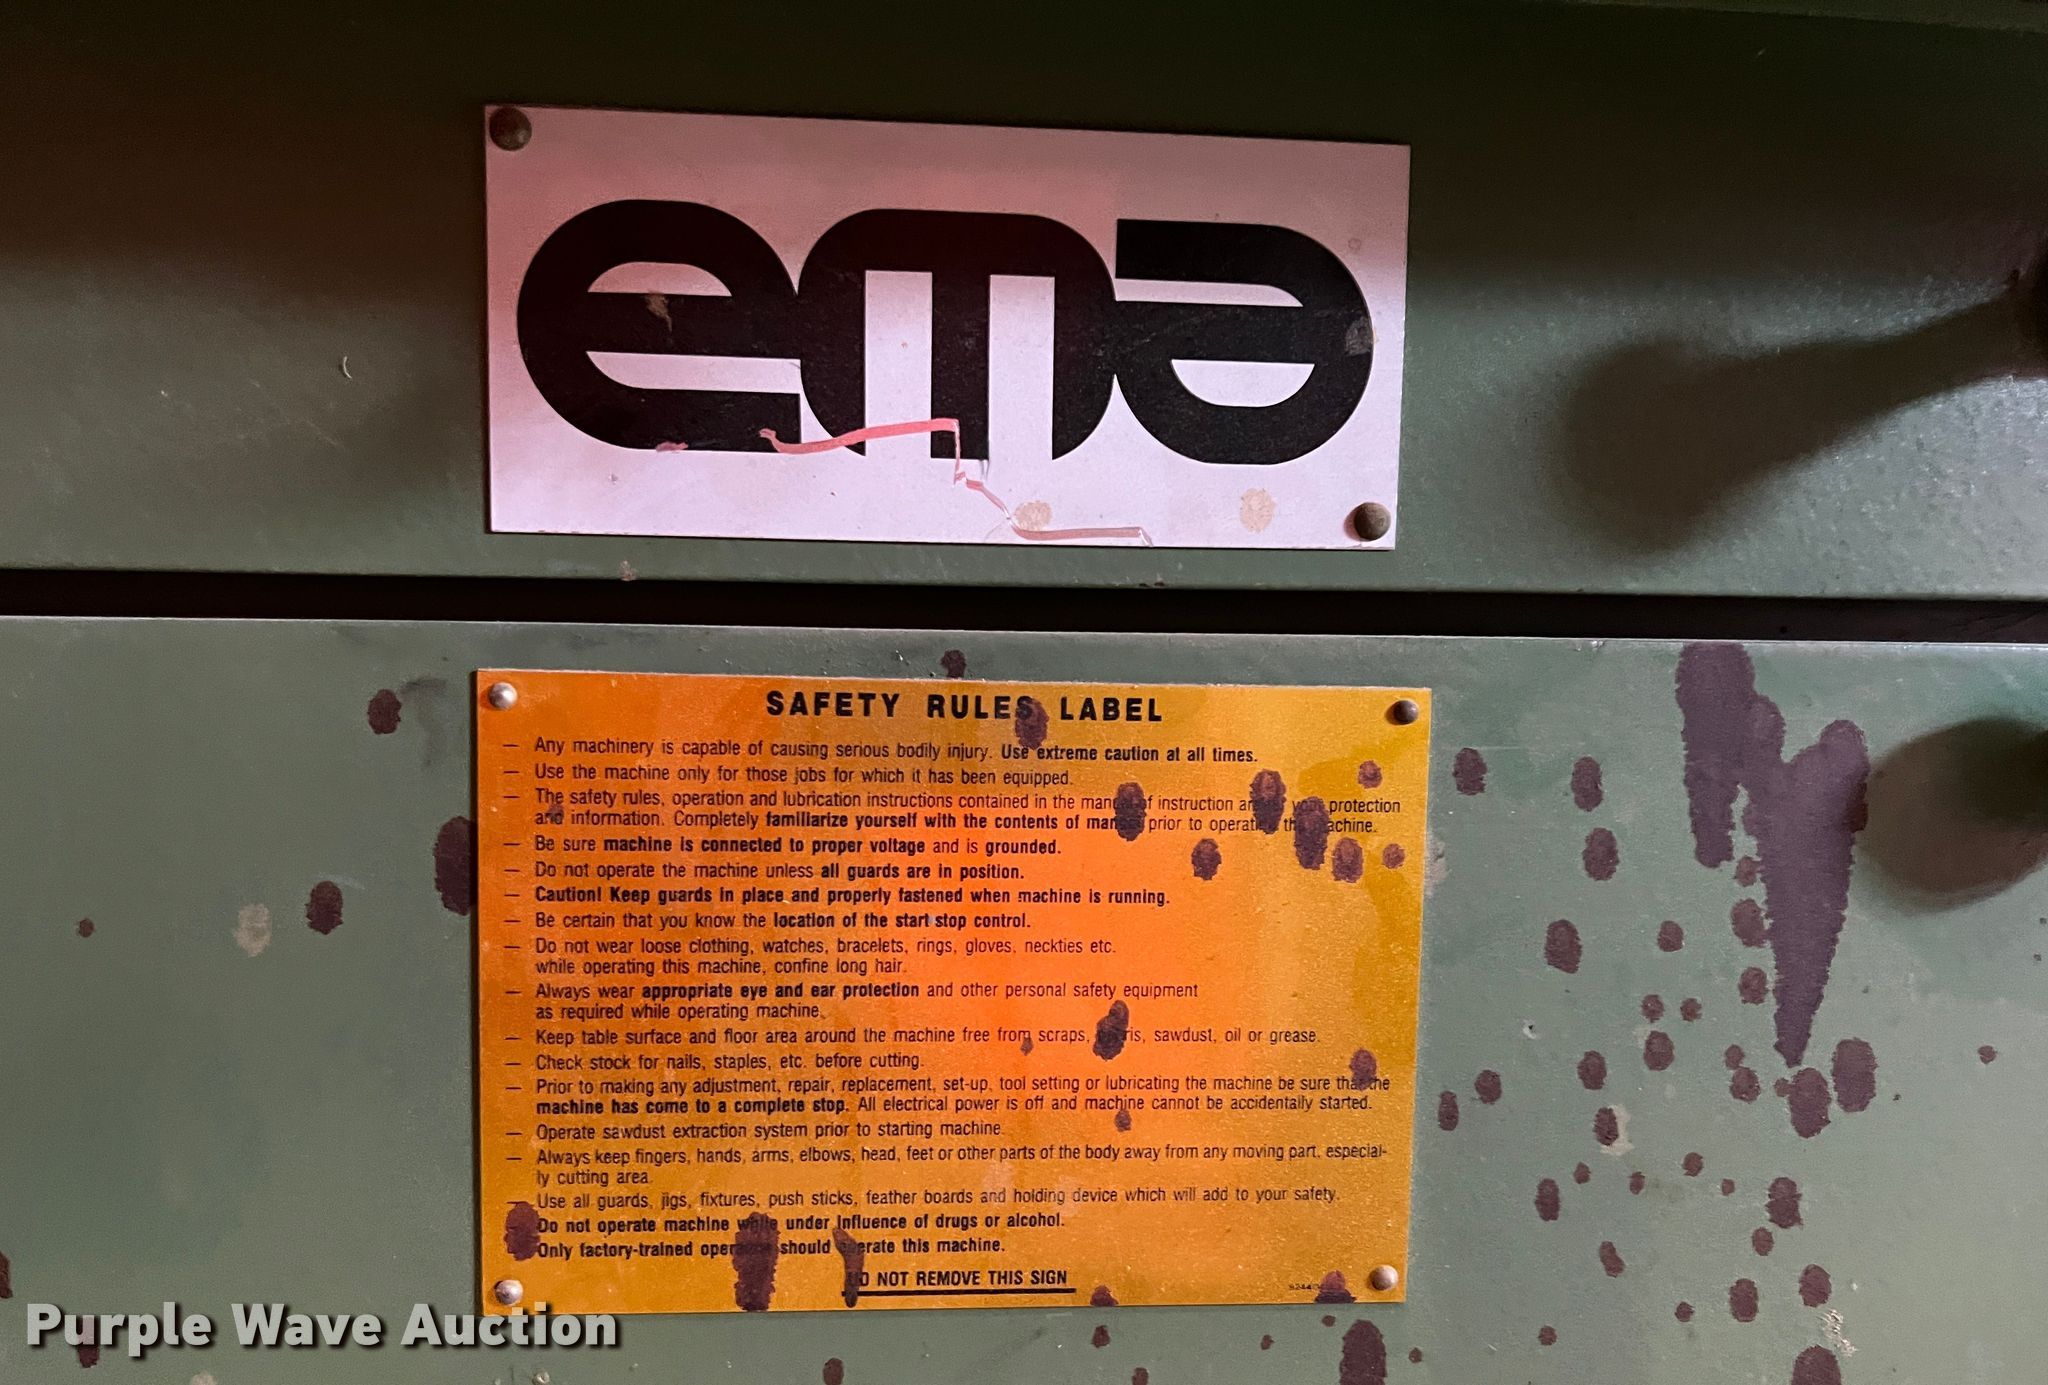 ema
SAFETY RULES LABEL
— Any machinery is capable of causing serious bodily injury. Use extreme caution at all times.
— Use the machine only for those jobs for which it has been equipped.
— The safety rules, operation and lubrication instructions contained in the manual of instruction are for your protection
and information. Completely familiarize yourself with the contents of manual prior to operating the machine.
— Be sure machine is connected to proper voltage and is grounded.
— Do not operate the machine unless all guards are in position.
— Caution! Keep guards in place and properly fastened when machine is running.
— Be certain that you know the location of the start stop control.
— Do not wear loose clothing, watches, bracelets, rings, gloves, neckties etc.
while operating this machine, confine long hair.
— Always wear appropriate eye and ear protection and other personal safety equipment
as required while operating machine.
— Keep table surface and floor area around the machine free from scraps, debris, sawdust, oil or grease.
— Check stock for nails, staples, etc. before cutting.
— Prior to making any adjustment, repair, replacement, set-up, tool setting or lubricating the machine be sure that the
machine has come to a complete stop. All electrical power is off and machine cannot be accidentally started.
— Operate sawdust extraction system prior to starting machine.
— Always keep fingers, hands, arms, elbows, head, feet or other parts of the body away from any moving part, especial-
ly cutting area.
— Use all guards, jigs, fixtures, push sticks, feather boards and holding device which will add to your safety.
Do not operate machine while under influence of drugs or alcohol.
Only factory-trained operators should operate this machine.
DO NOT REMOVE THIS SIGN
Purple Wave Auction